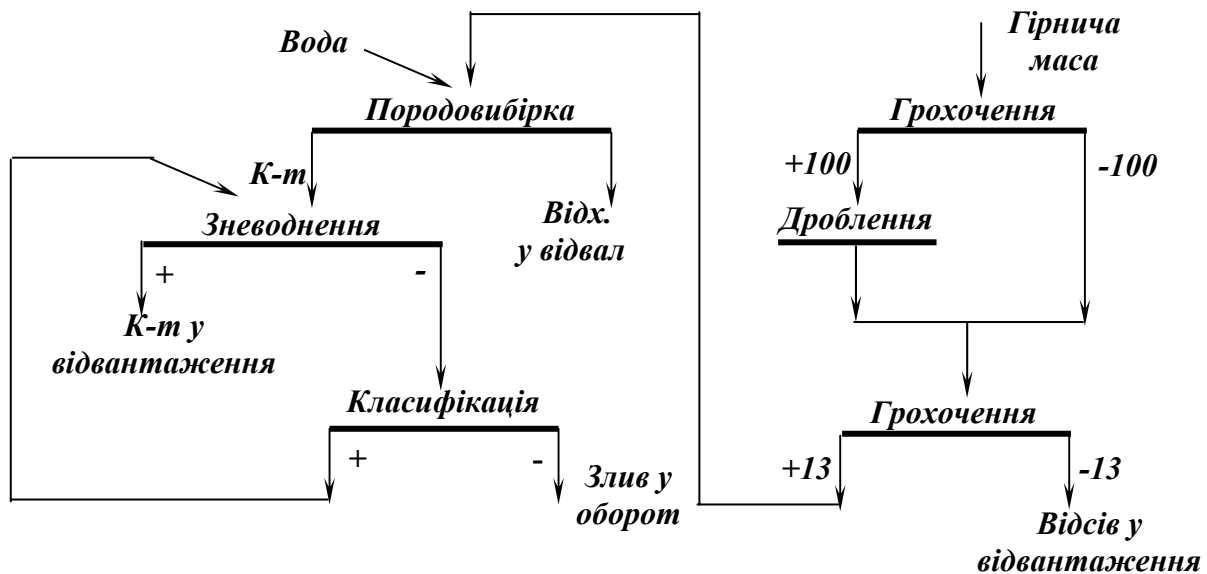 Вода
Гірнича
маса
Породовибірка
Грохочення
+100
-100
К-т
Відх.
у відвал
Дроблення
Зневоднення
+
-
К-т у
відвантаження
Класифікація
Грохочення
+
-
Злив у
оборот
+13
-13
Відсів у
відвантаження